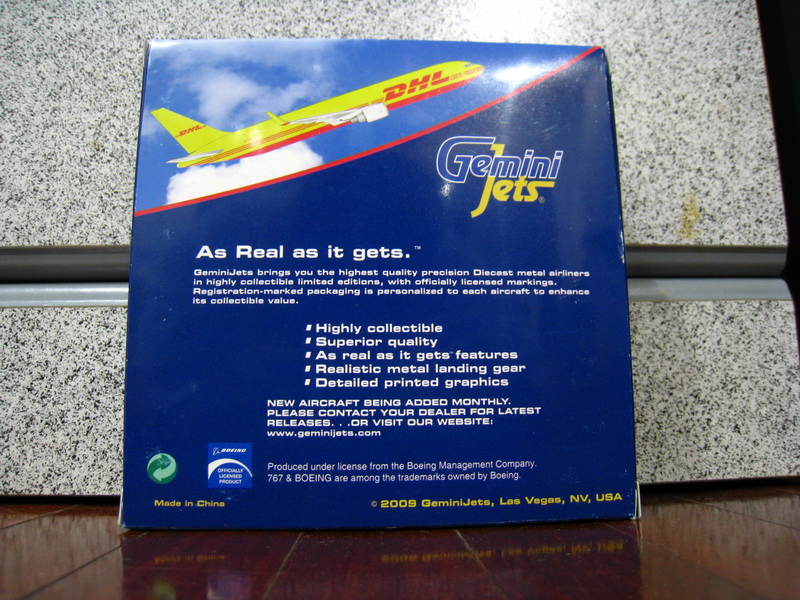 DHL
DHL
Gemini
Jets®
As Real as it gets.™
GeminiJets brings you the highest quality precision Diecast metal airliners
in highly collectible limited editions, with officially licensed markings.
Registration-marked packaging is personalized to each aircraft to enhance
its collectible value.
Highly collectible
Superior quality
As real as it gets™ features
Realistic metal landing gear
Detailed printed graphics
NEW AIRCRAFT BEING ADDED MONTHLY.
PLEASE CONTACT YOUR DEALER FOR LATEST
RELEASES. . .OR VISIT OUR WEBSITE:
www.geminijets.com
BOEING
OFFICIALLY
LICENSED
PRODUCT
Produced under license from the Boeing Management Company.
767 & BOEING are among the trademarks owned by Boeing.
Made in China
© 2009 GeminiJets, Las Vegas, NV, USA